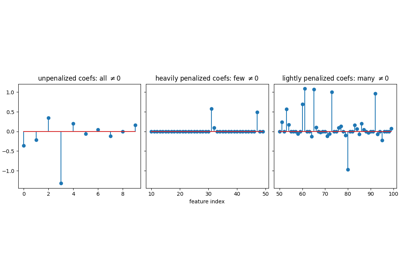 unpenalized coefs: all ≠0
heavily penalized coefs: few ≠0
lightly penalized coefs: many ≠0
1.0
0.5
0.0
−0.5
−1.0
0 2 4 6 8
10 20 30 40 50
50 60 70 80 90 100
feature index